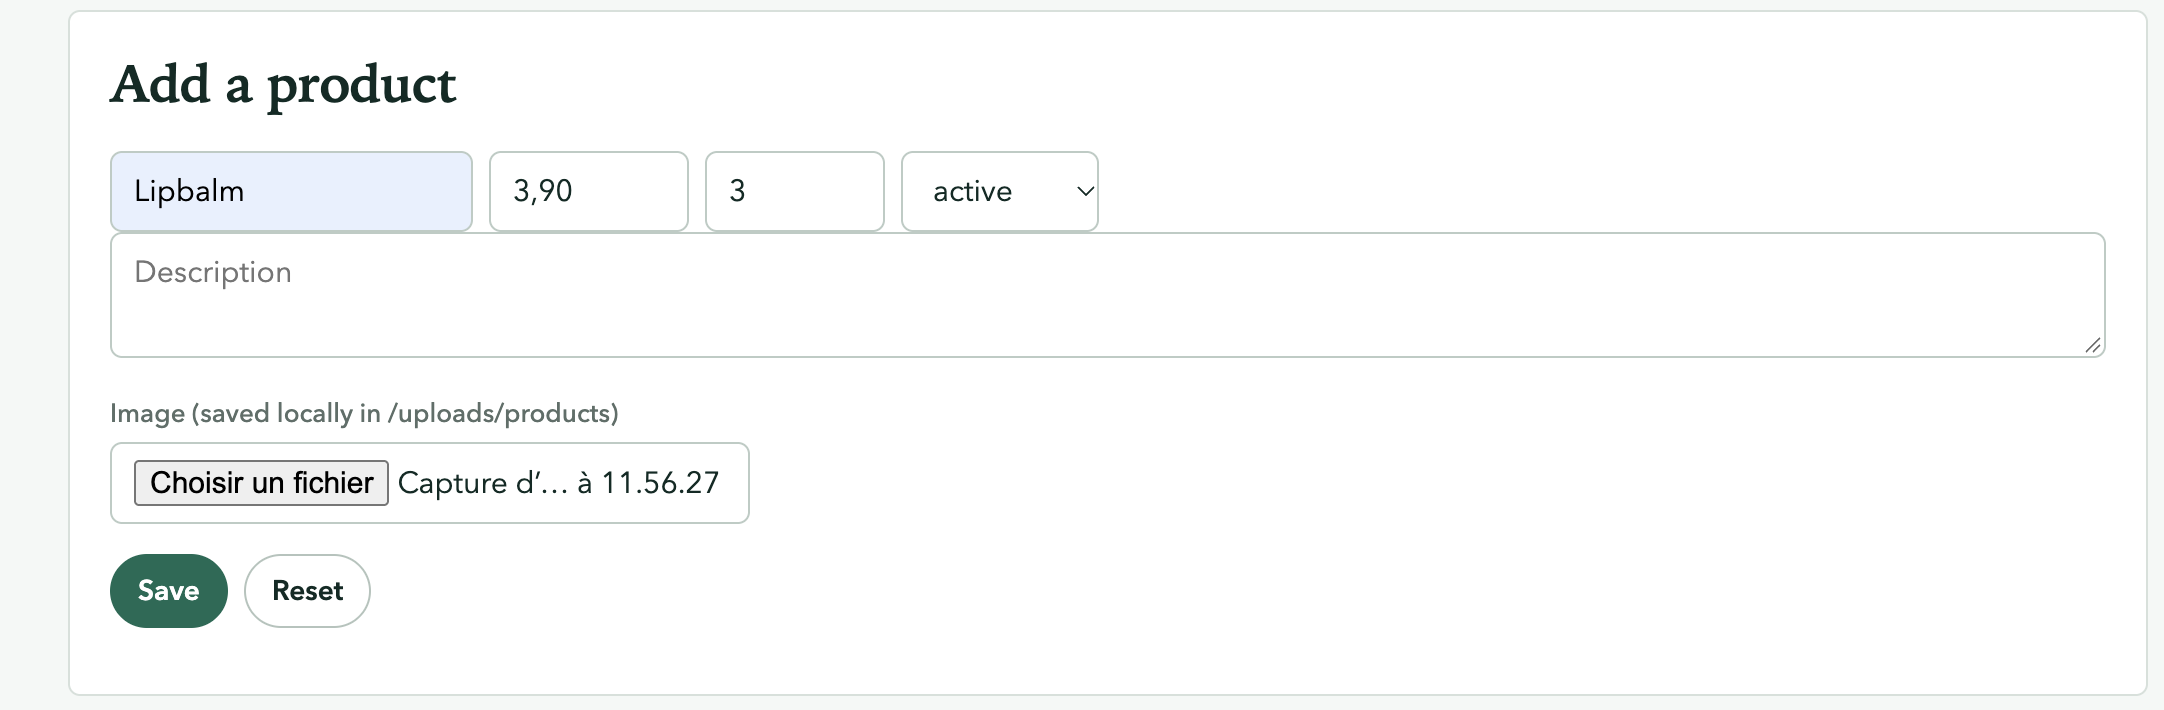 Add a product
Lipbalm 3,90 3 active
Description
Image (saved locally in /uploads/products)
Choisir un fichier Capture d’… à 11.56.27
Save Reset